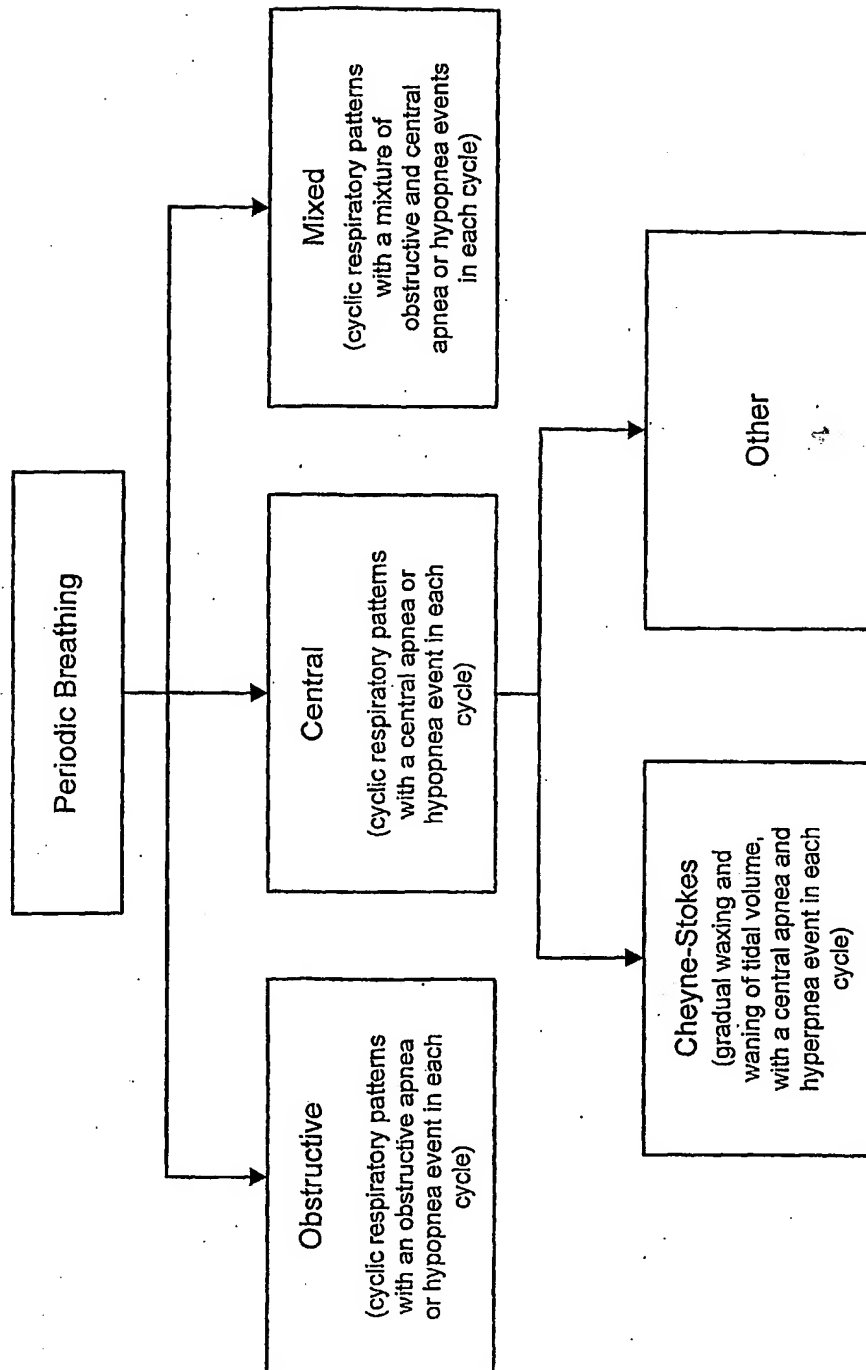 Periodic Breathing
Obstructive
(cyclic respiratory patterns
with an obstructive apnea
or hypopnea event in each
cycle)
Central
(cyclic respiratory patterns
with a central apnea or
hypopnea event in each
cycle)
Mixed
(cyclic respiratory patterns
with a mixture of
obstructive and central
apnea or hypopnea events
in each cycle)
Cheyne-Stokes
(gradual waxing and
waning of tidal volume,
with a central apnea and
hyperpnea event in each
cycle)
Other